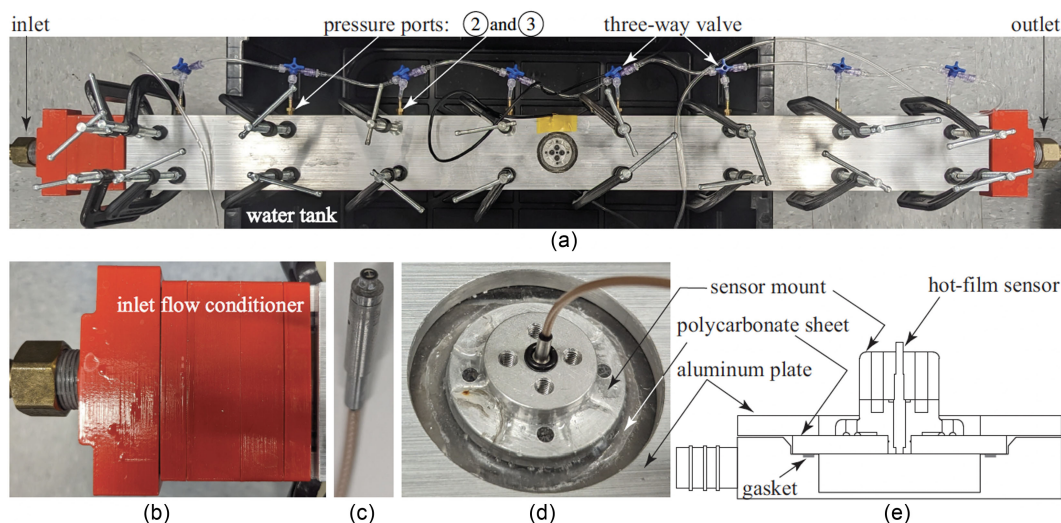 inlet
pressure ports: 2 and 3
three-way valve
outlet
water tank
(a)
inlet flow conditioner
sensor mount
hot-film sensor
polycarbonate sheet
aluminum plate
gasket
(b)
(c)
(d)
(e)